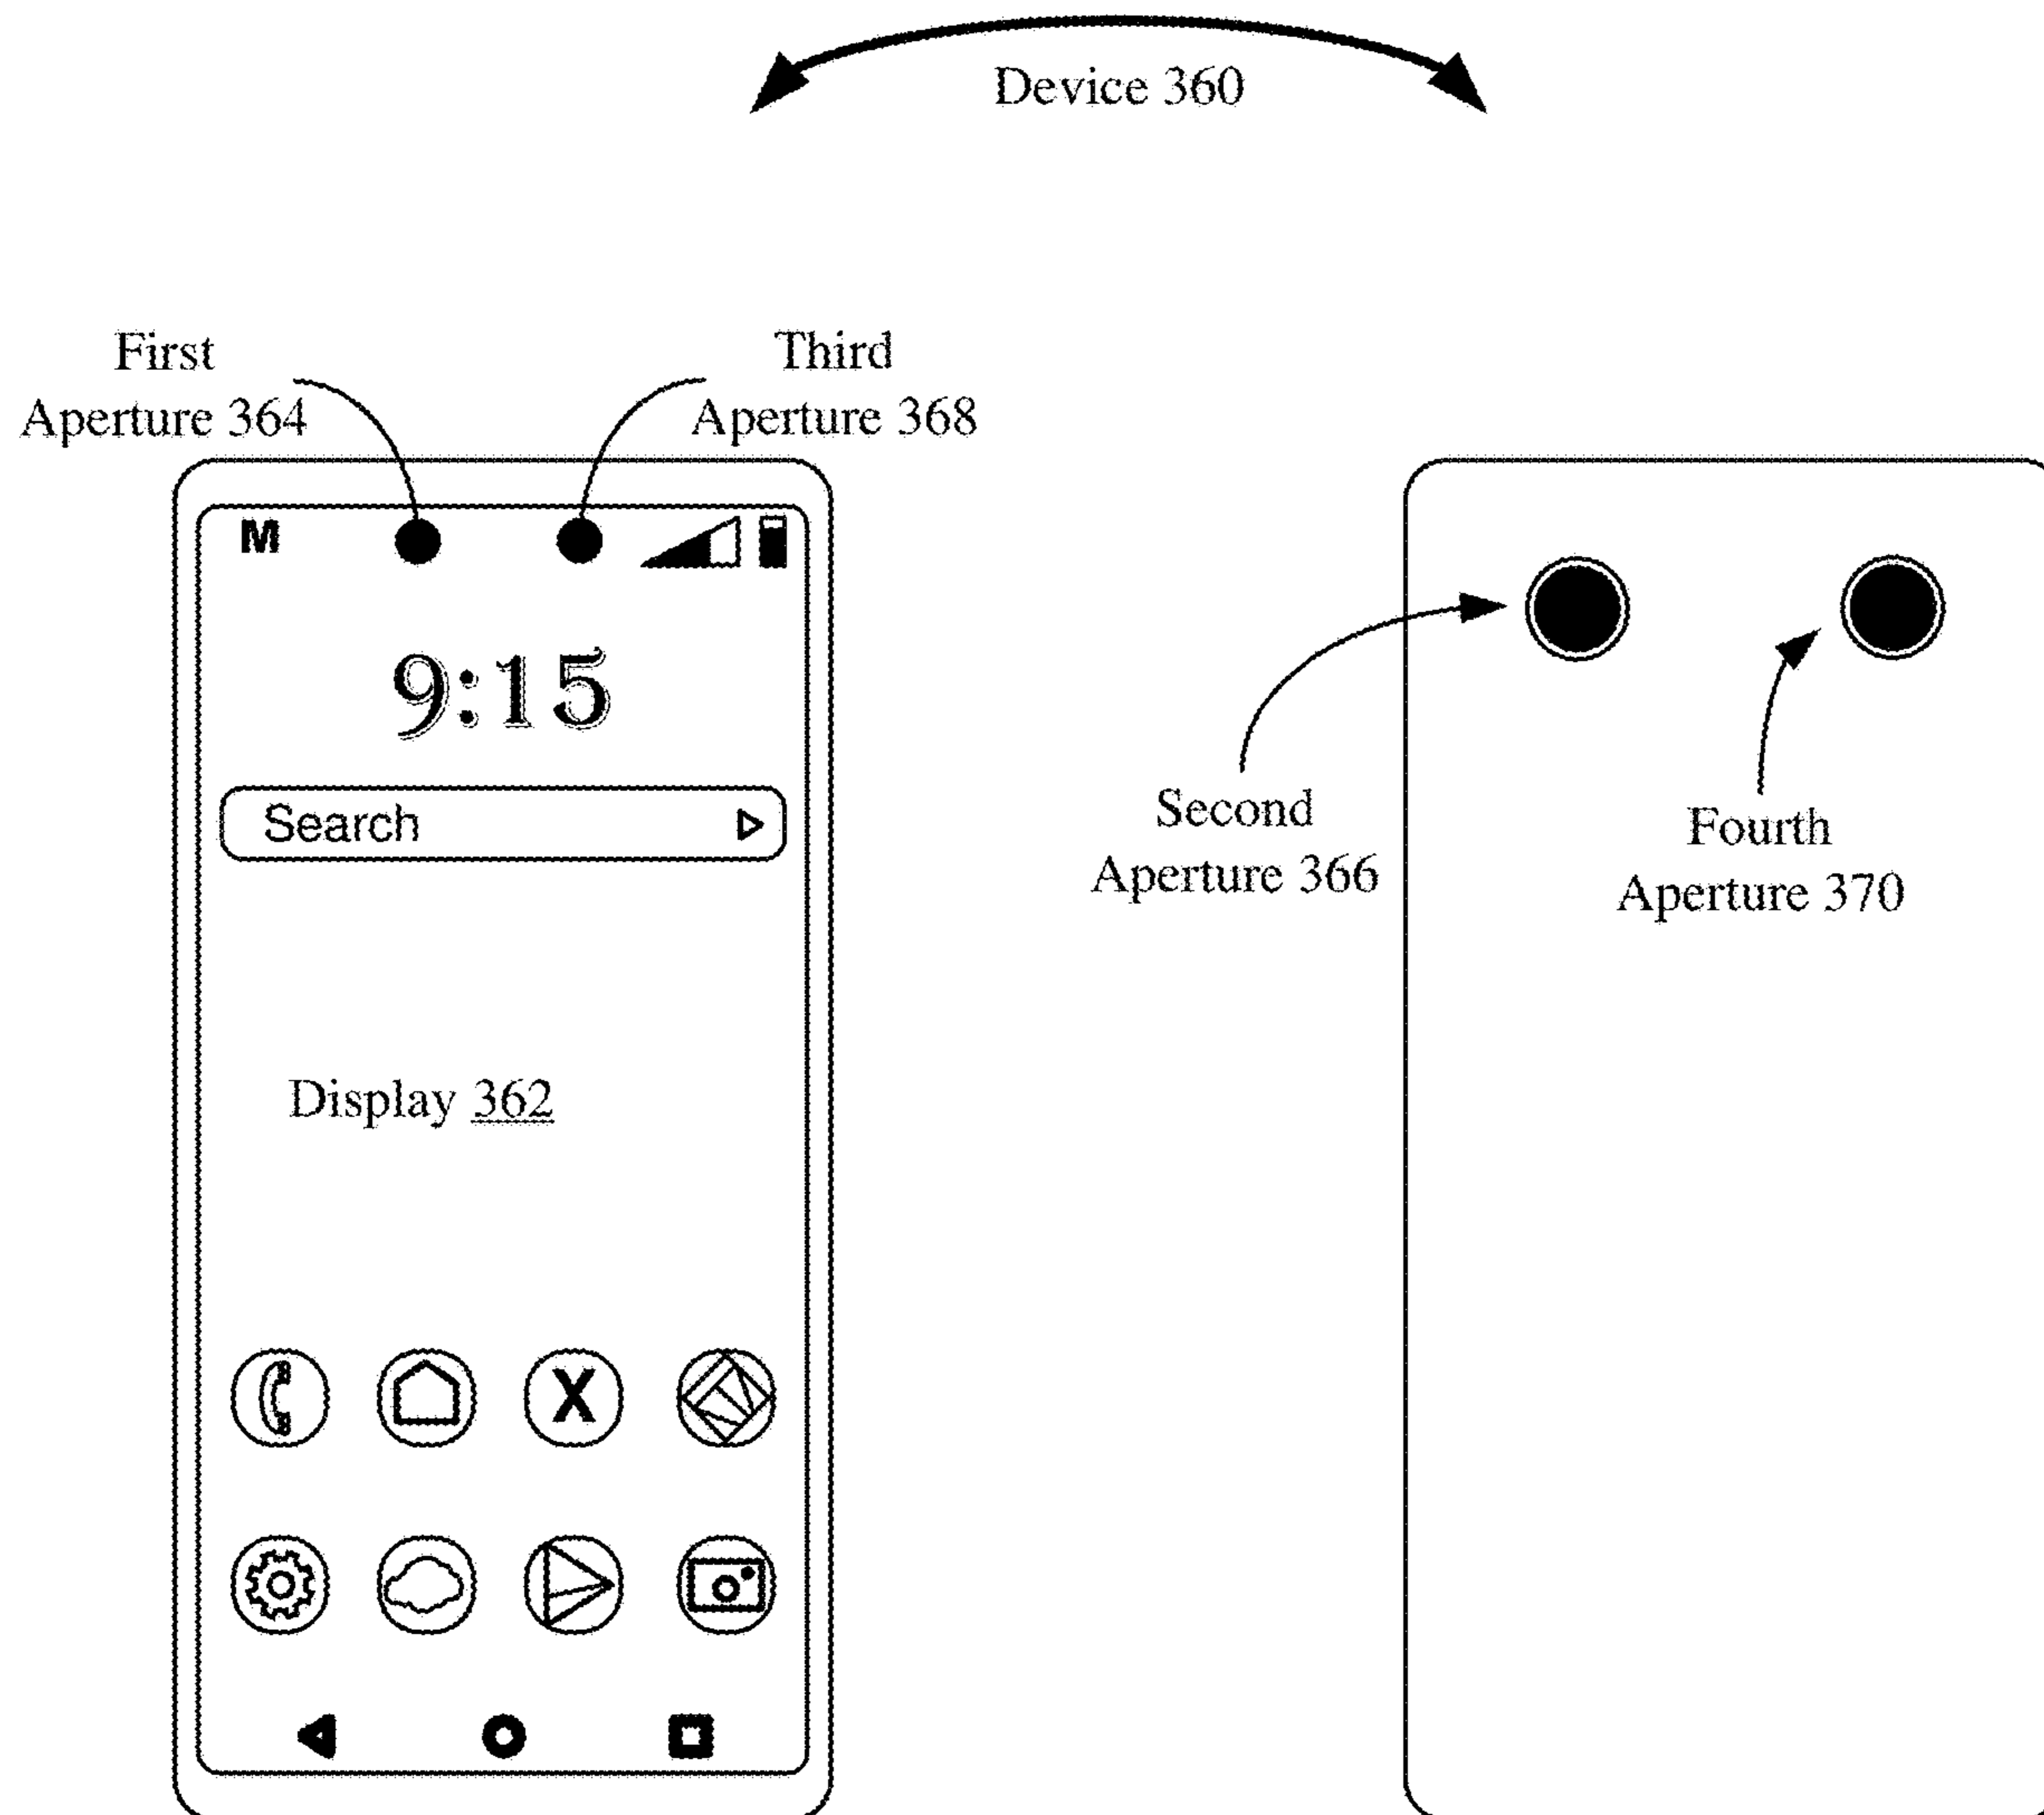 Device 360
First
Aperture 364
Third
Aperture 368
M
9:15
Search
Second
Aperture 366
Fourth
Aperture 370
Display 362
X